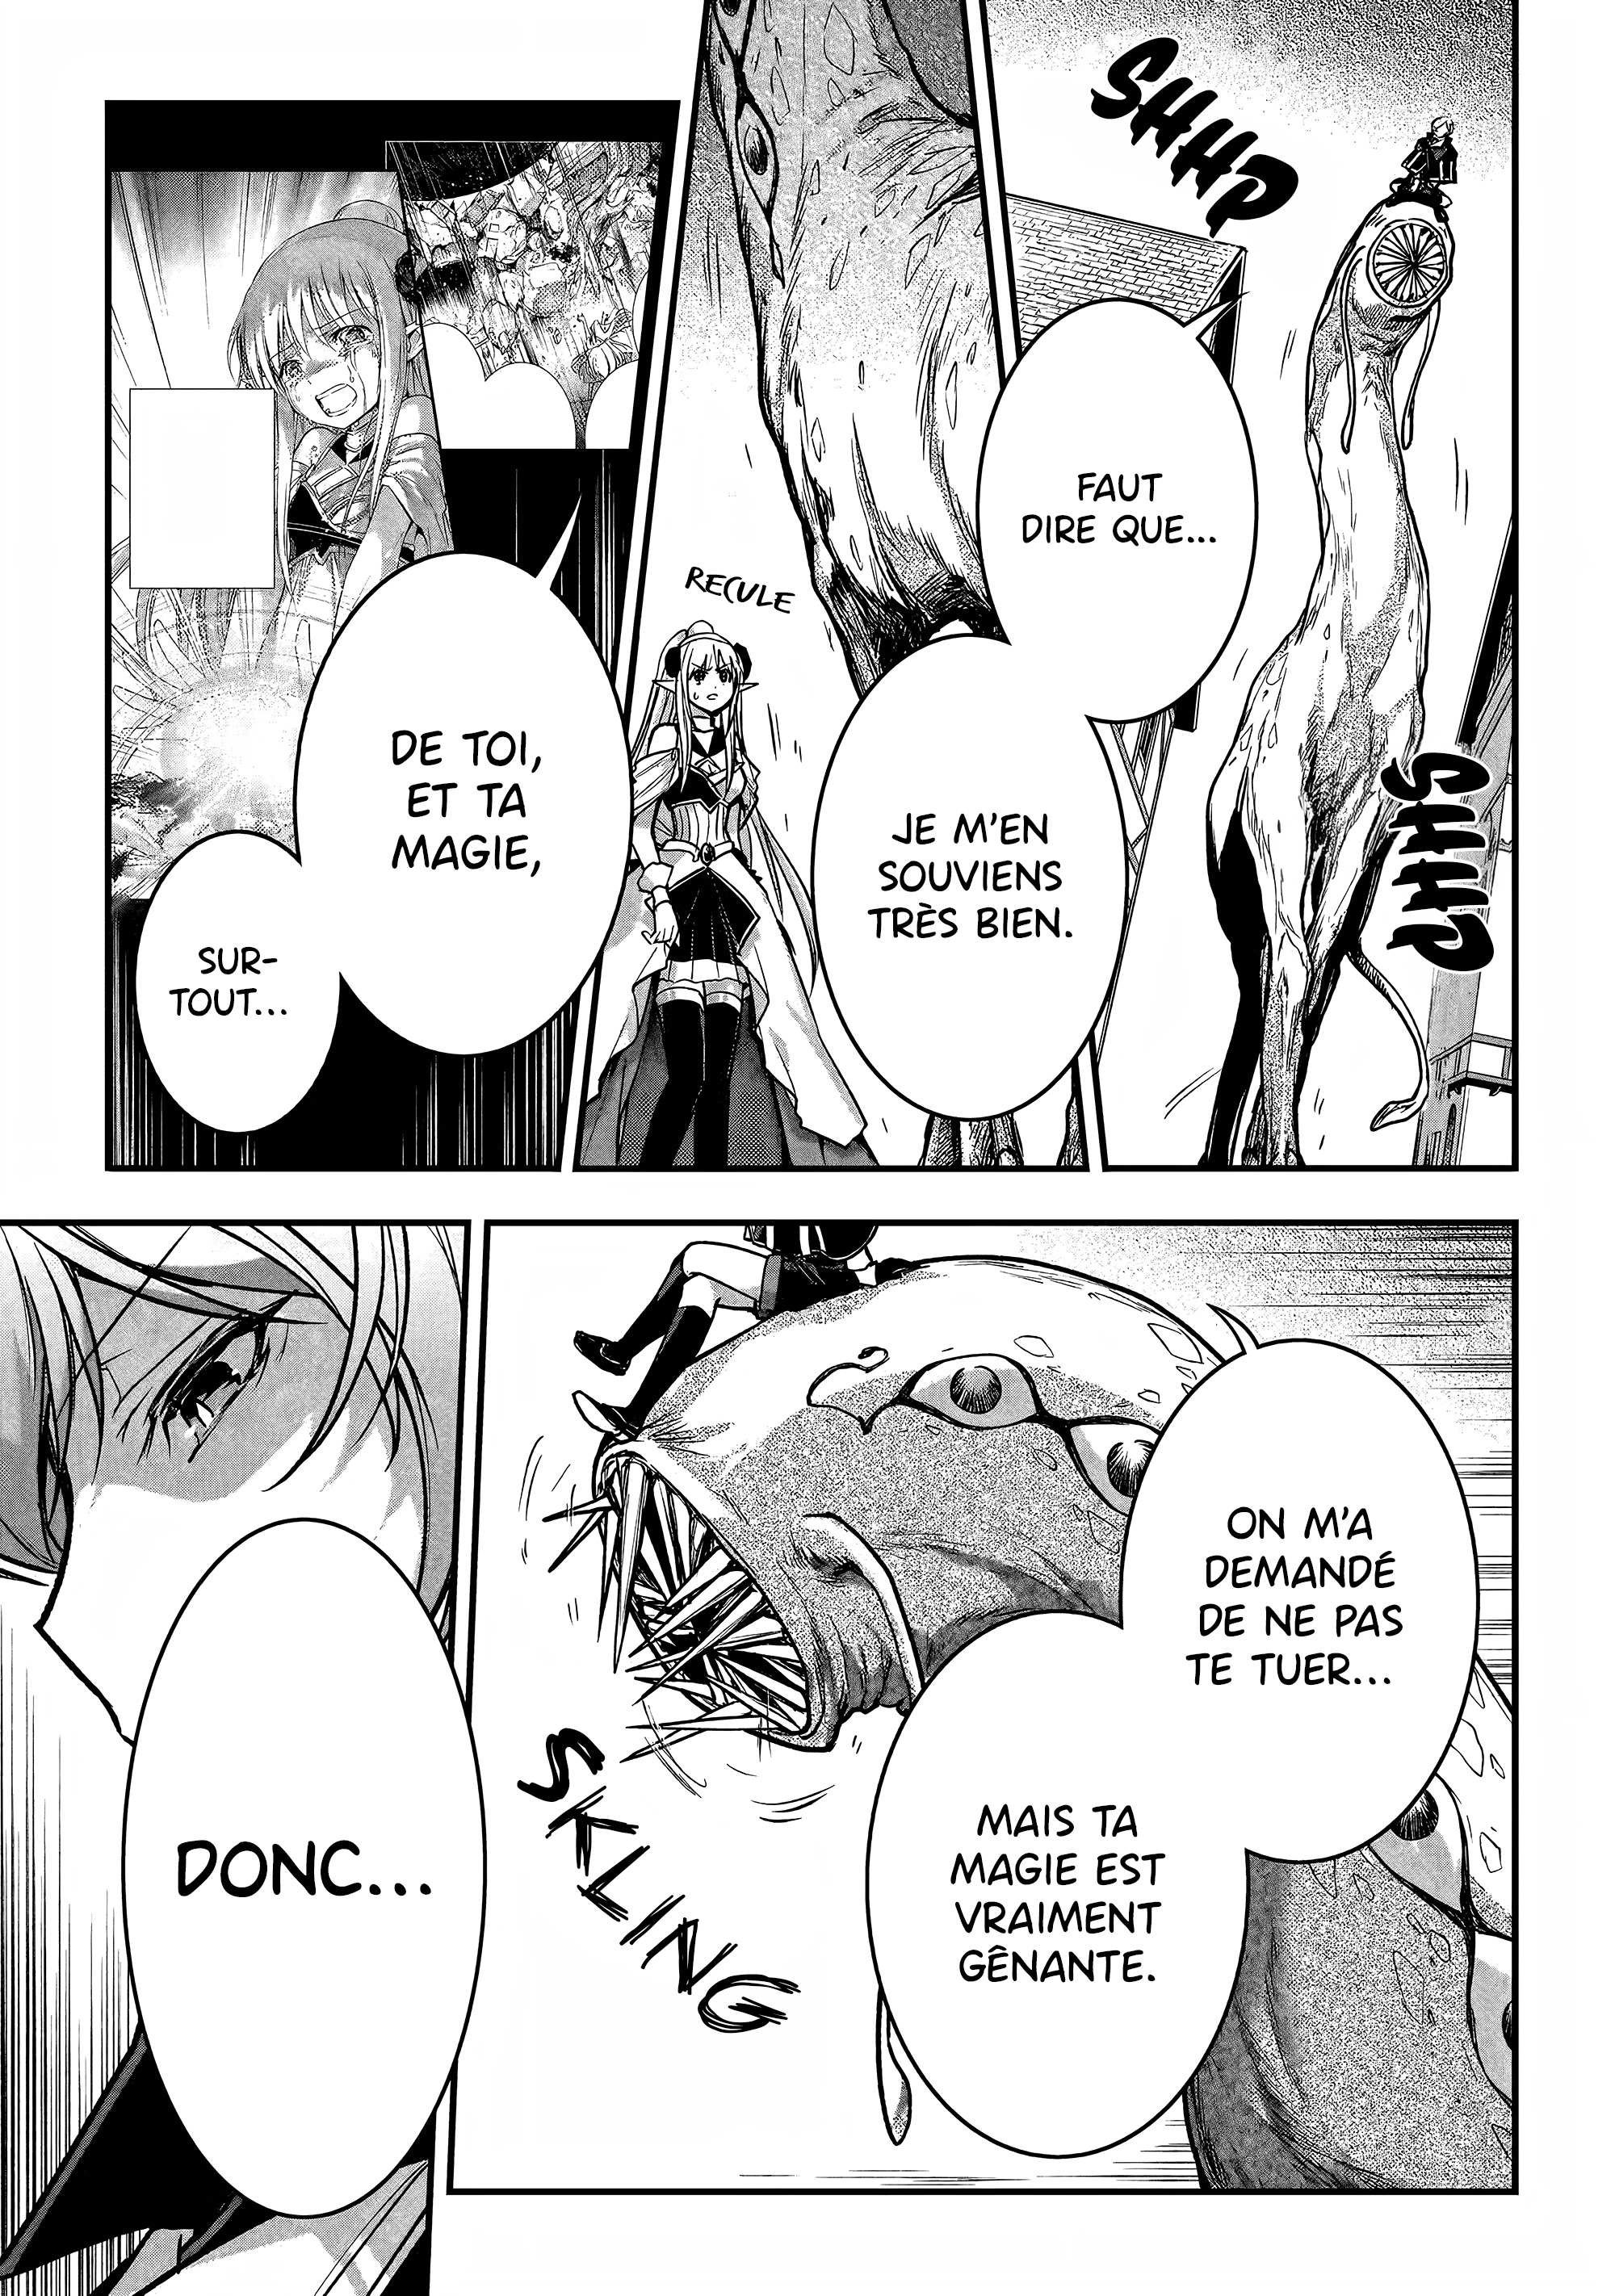 SHHP
FAUT
DIRE QUE...
SHHP
JE M'EN
SOUVIENS
TRÈS BIEN.
RECULE
DE TOI,
ET TA
MAGIE,
SUR-
TOUT...
ON M'A
DEMANDÉ
DE NE PAS
TE TUER...
MAIS TA
MAGIE EST
VRAIMENT
GÊNANTE.
SKLING
DONC...